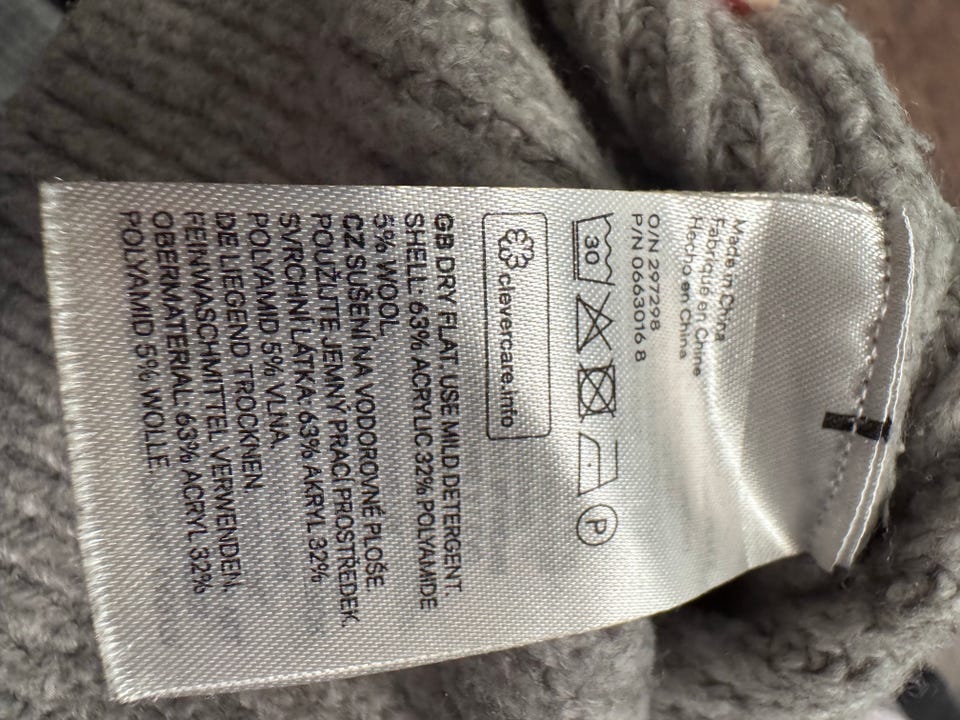 Made in China
Fabriqué en Chine
Hecho en China
O/N 297298
P/N 0663016 8
30
P
clevercare.info
GB DRY FLAT. USE MILD DETERGENT.
SHELL: 63% ACRYLIC 32% POLYAMIDE
5% WOOL
CZ SUŠENÍ NA VODOROVNÉ PLOŠE.
POUŽIJTE JEMNÝ PRACÍ PROSTŘEDEK.
SVRCHNÍ LÁTKA: 63% AKRYL 32%
POLYAMID 5% VLNA
DE LIEGEND TROCKNEN.
FEINWASCHMITTEL VERWENDEN.
OBERMATERIAL: 63% ACRYL 32%
POLYAMID 5% WOLLE